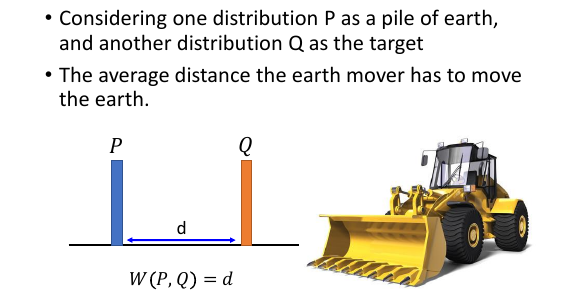 • Considering one distribution P as a pile of earth,
and another distribution Q as the target
• The average distance the earth mover has to move
the earth.
P Q
d
W(P, Q) = d